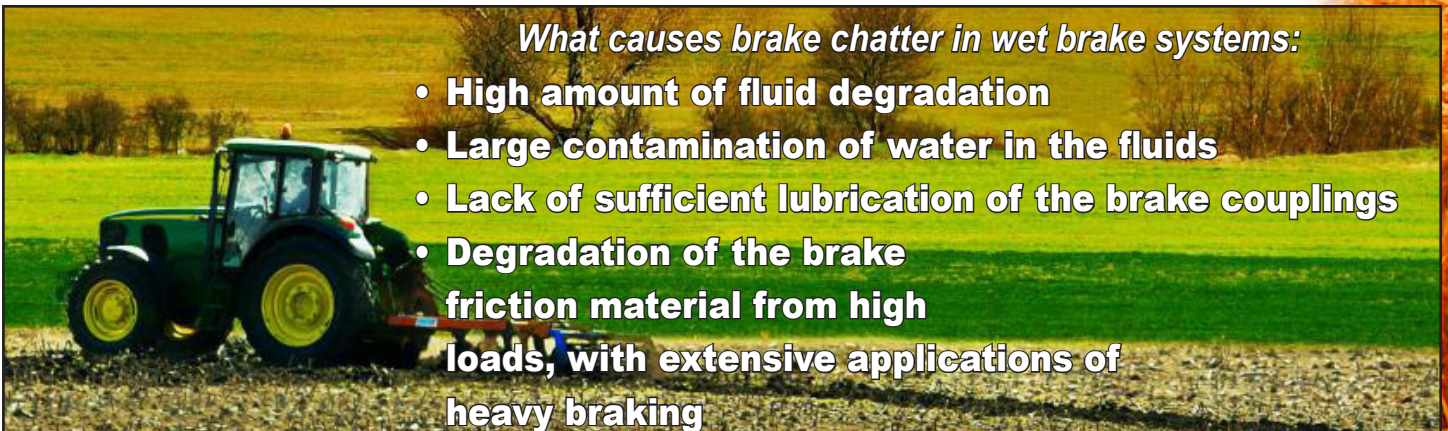 What causes brake chatter in wet brake systems:
• High amount of fluid degradation
• Large contamination of water in the fluids
• Lack of sufficient lubrication of the brake couplings
• Degradation of the brake
friction material from high
loads, with extensive applications of
heavy braking